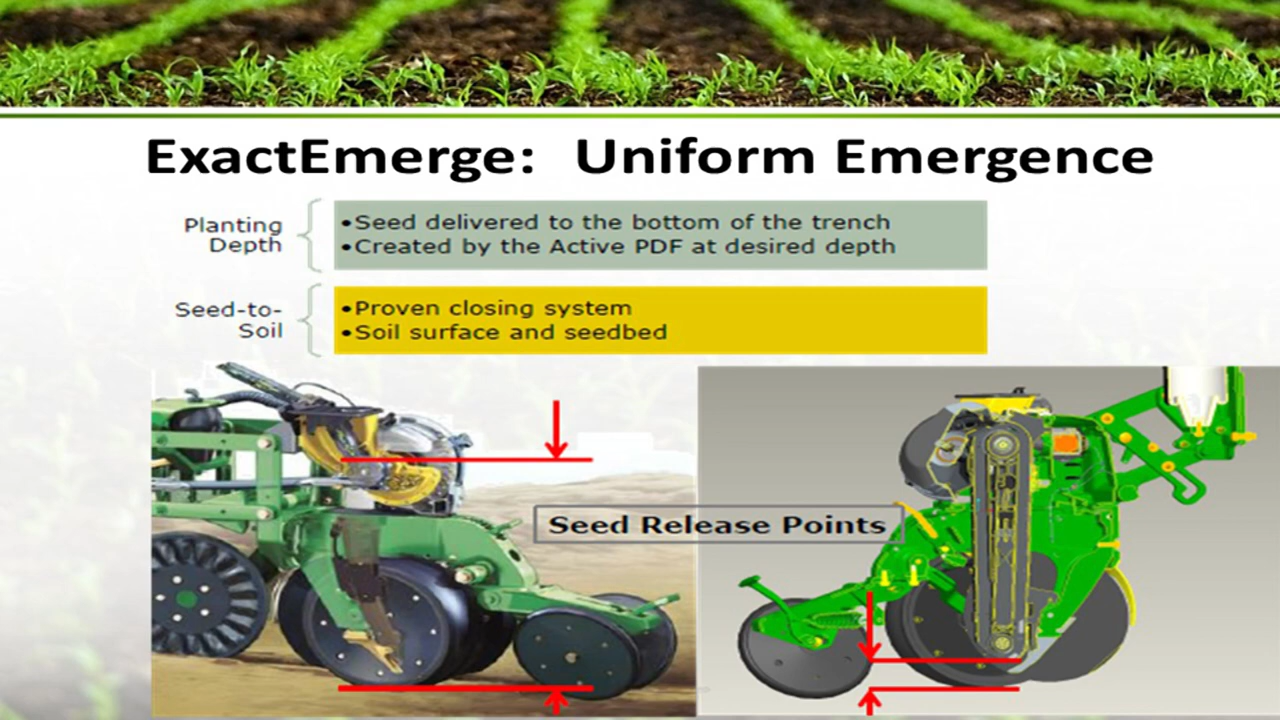 ExactEmerge: Uniform Emergence
Planting
Depth
•Seed delivered to the bottom of the trench
•Created by the Active PDF at desired depth
Seed-to-
Soil
•Proven closing system
•Soil surface and seedbed
Seed Release Points